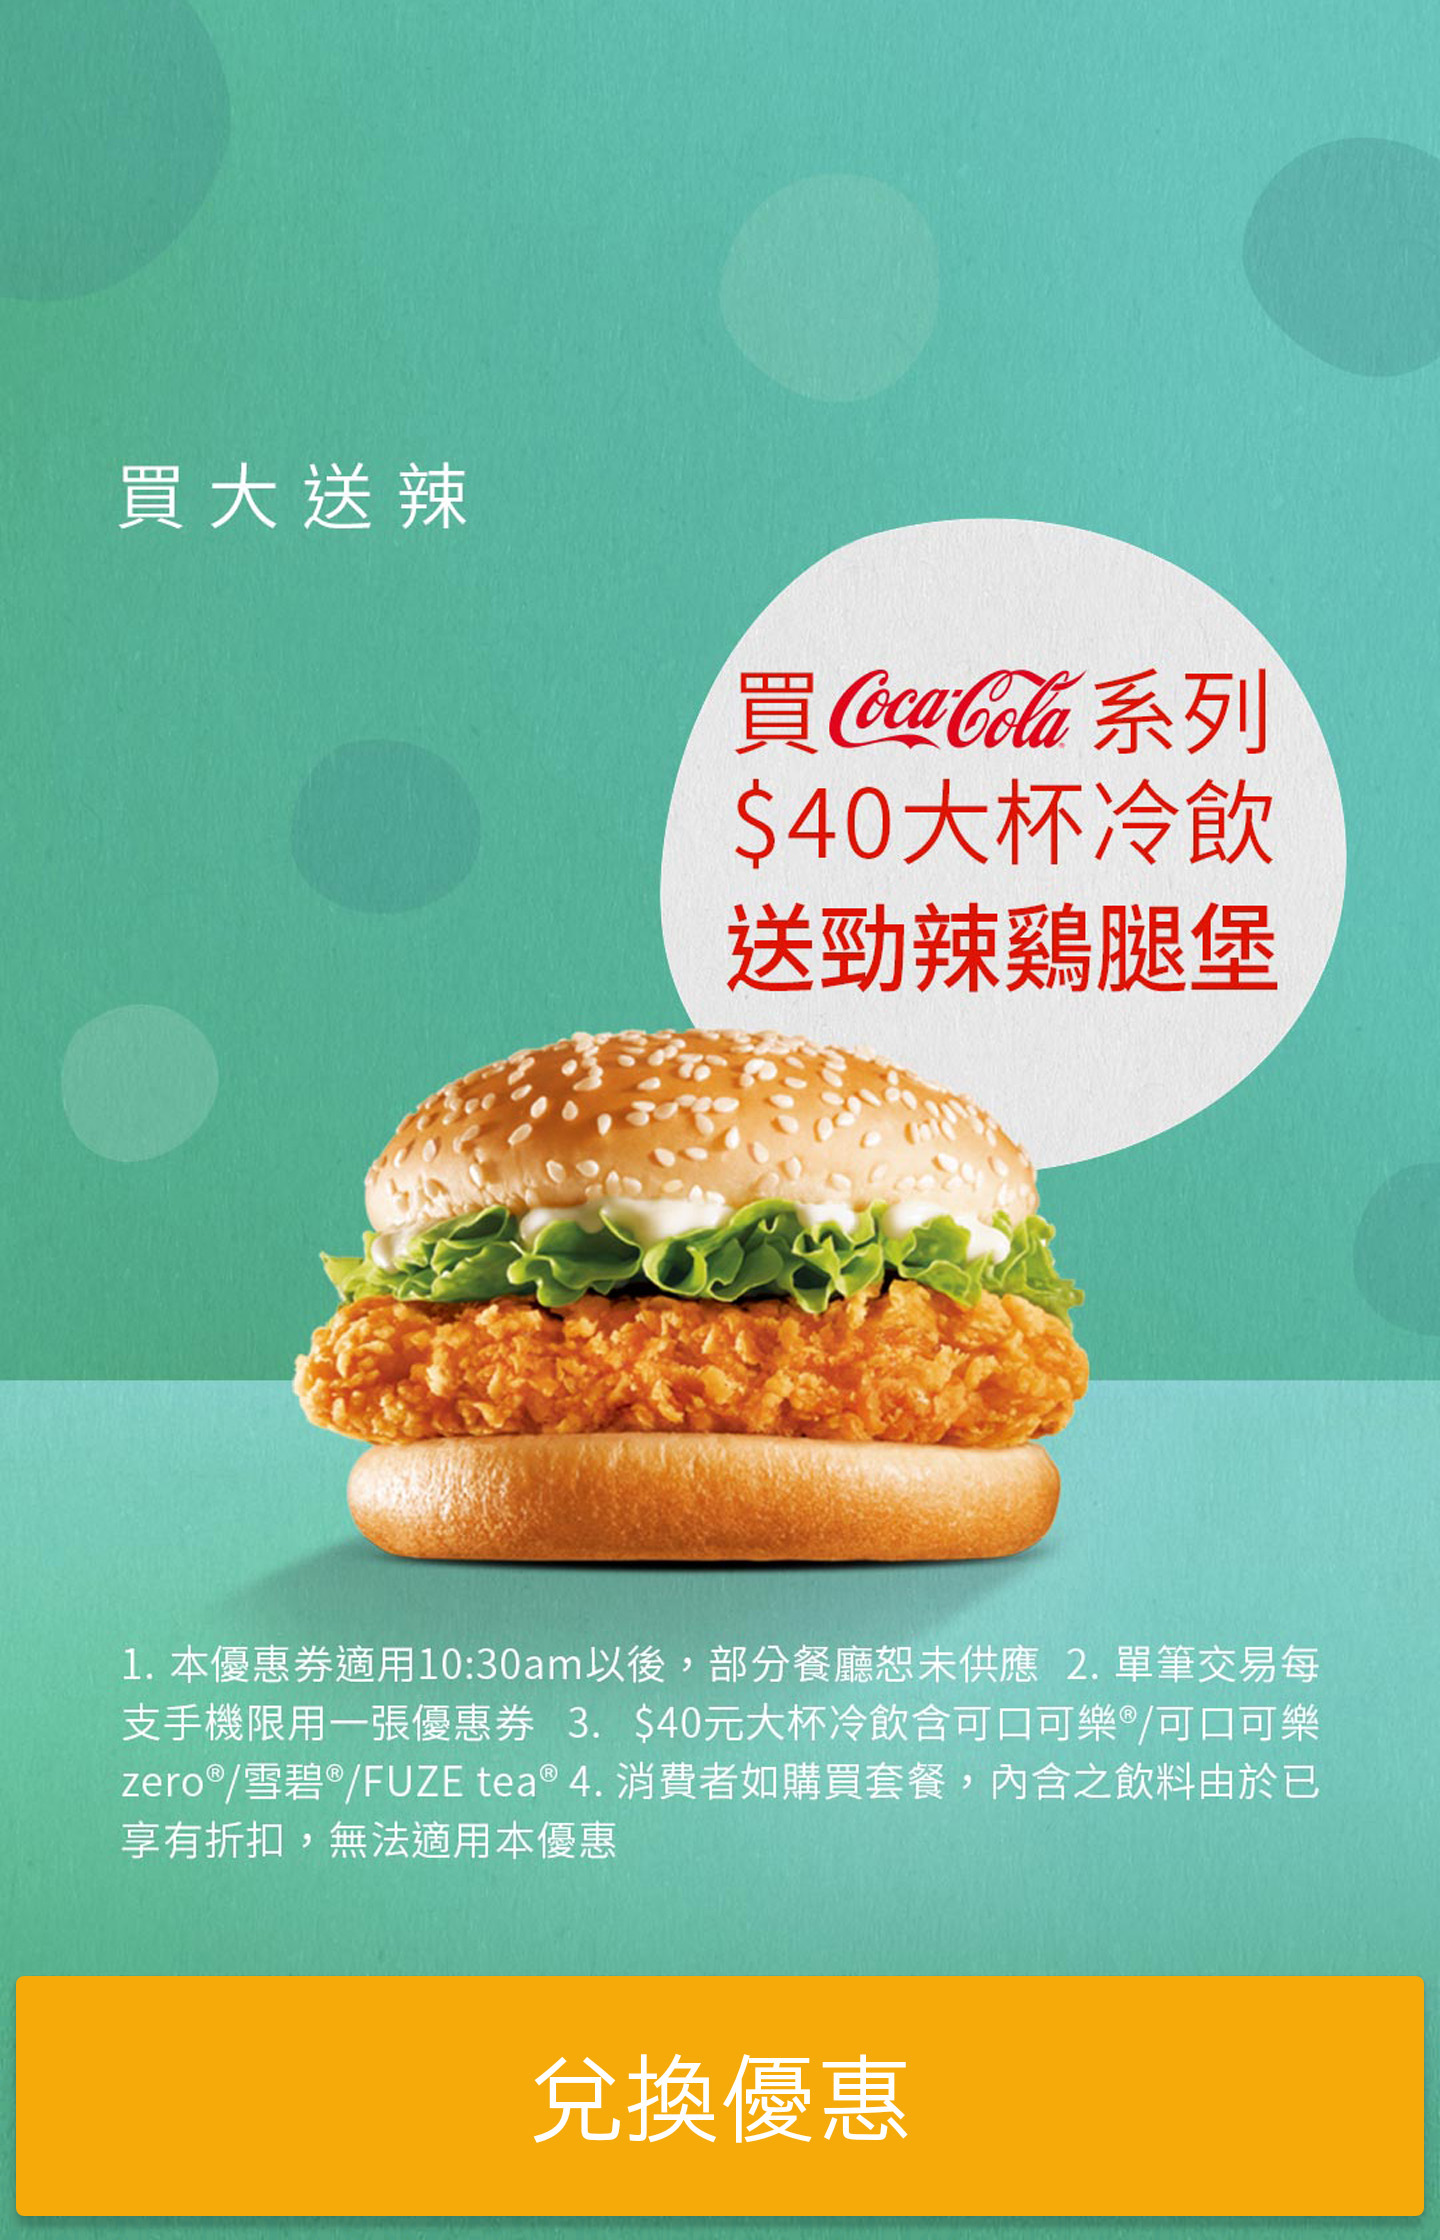 買大送辣
買Coca-Cola系列
$40大杯冷飲
送勁辣鷄腿堡
1. 本優惠券適用10:30am以後，部分餐廳恕未供應 2. 單筆交易每
支手機限用一張優惠券 3. $40元大杯冷飲含可口可樂®/可口可樂
zero®/雪碧®/FUZE tea® 4. 消費者如購買套餐，內含之飲料由於已
享有折扣，無法適用本優惠
兌換優惠